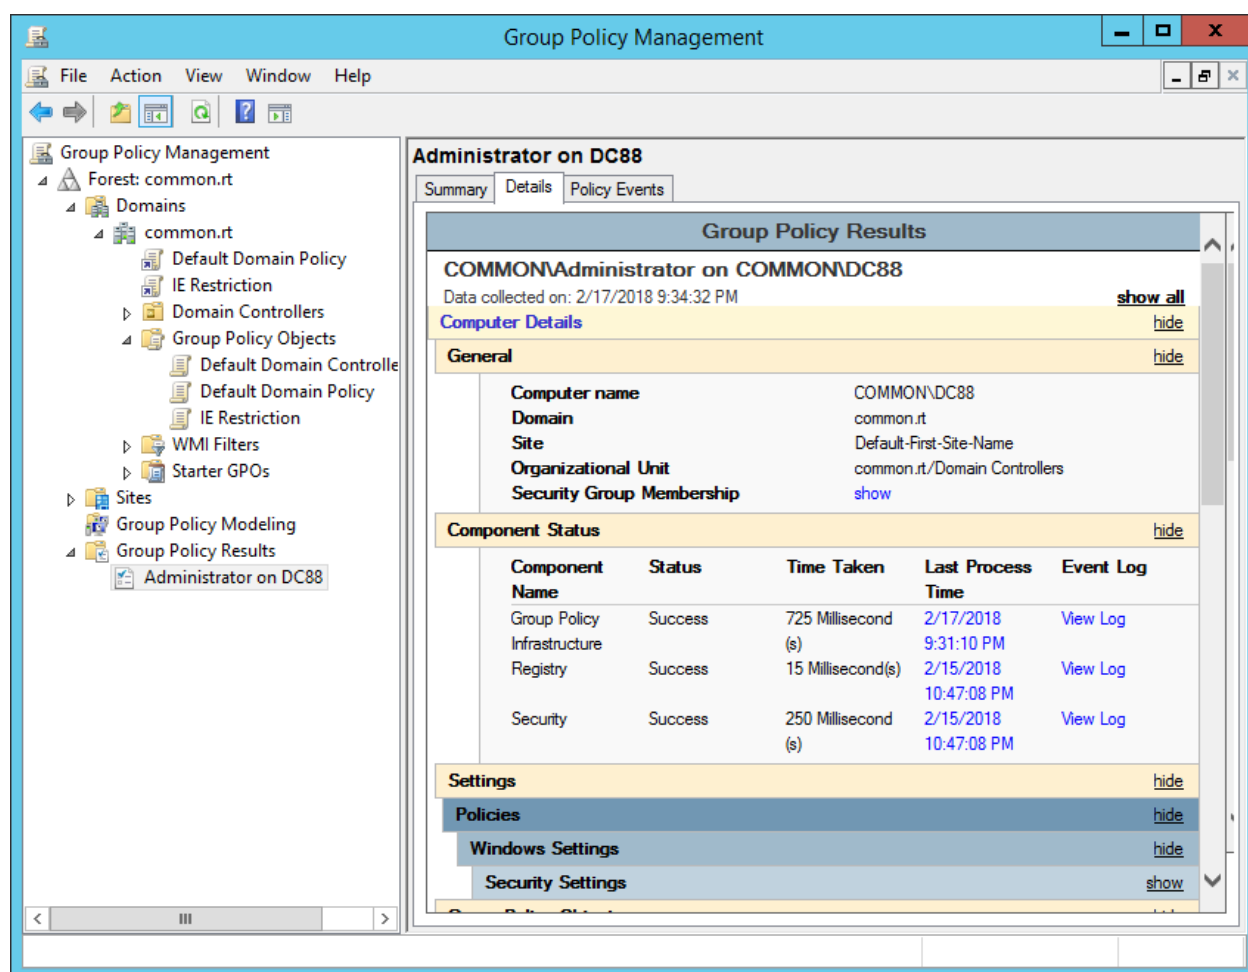 Group Policy Management
File Action View Window Help
Group Policy Management
Forest: common.rt
Domains
common.rt
Default Domain Policy
IE Restriction
Domain Controllers
Group Policy Objects
Default Domain Controlle
Default Domain Policy
IE Restriction
WMI Filters
Starter GPOs
Sites
Group Policy Modeling
Group Policy Results
Administrator on DC88
Administrator on DC88
Summary Details Policy Events
Group Policy Results
COMMON\Administrator on COMMON\DC88
Data collected on: 2/17/2018 9:34:32 PM show all
Computer Details hide
General hide
Computer name COMMON\DC88
Domain common.rt
Site Default-First-Site-Name
Organizational Unit common.rt/Domain Controllers
Security Group Membership show
Component Status hide
Component Status Time Taken Last Process Event Log
Name Time
Group Policy Success 725 Millisecond 2/17/2018 View Log
Infrastructure (s) 9:31:10 PM
Registry Success 15 Millisecond(s) 2/15/2018 View Log
10:47:08 PM
Security Success 250 Millisecond 2/15/2018 View Log
(s) 10:47:08 PM
Settings hide
Policies hide
Windows Settings hide
Security Settings show